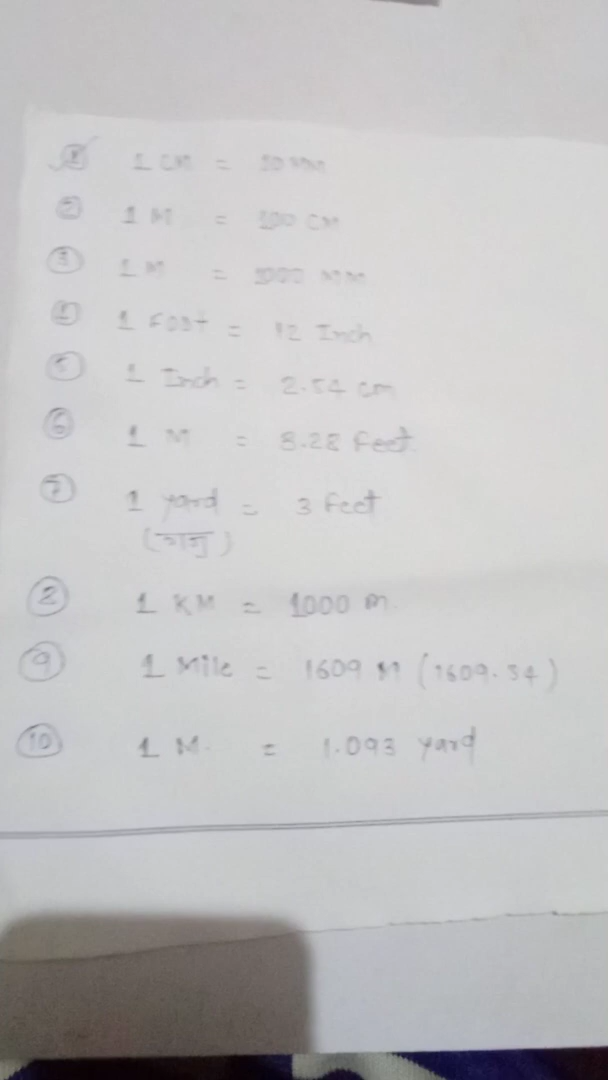 ① 1 CM = 10 MM
② 1 M = 100 CM
③ 1 M = 1000 MM
④ 1 Foot = 12 Inch
⑤ 1 Inch = 2.54 cm
⑥ 1 M = 3.28 feet
⑦ 1 yard = 3 feet
⑧ 1 KM = 1000 m.
⑨ 1 Mile = 1609 M (1609.34)
⑩ 1 M. = 1.093 yard